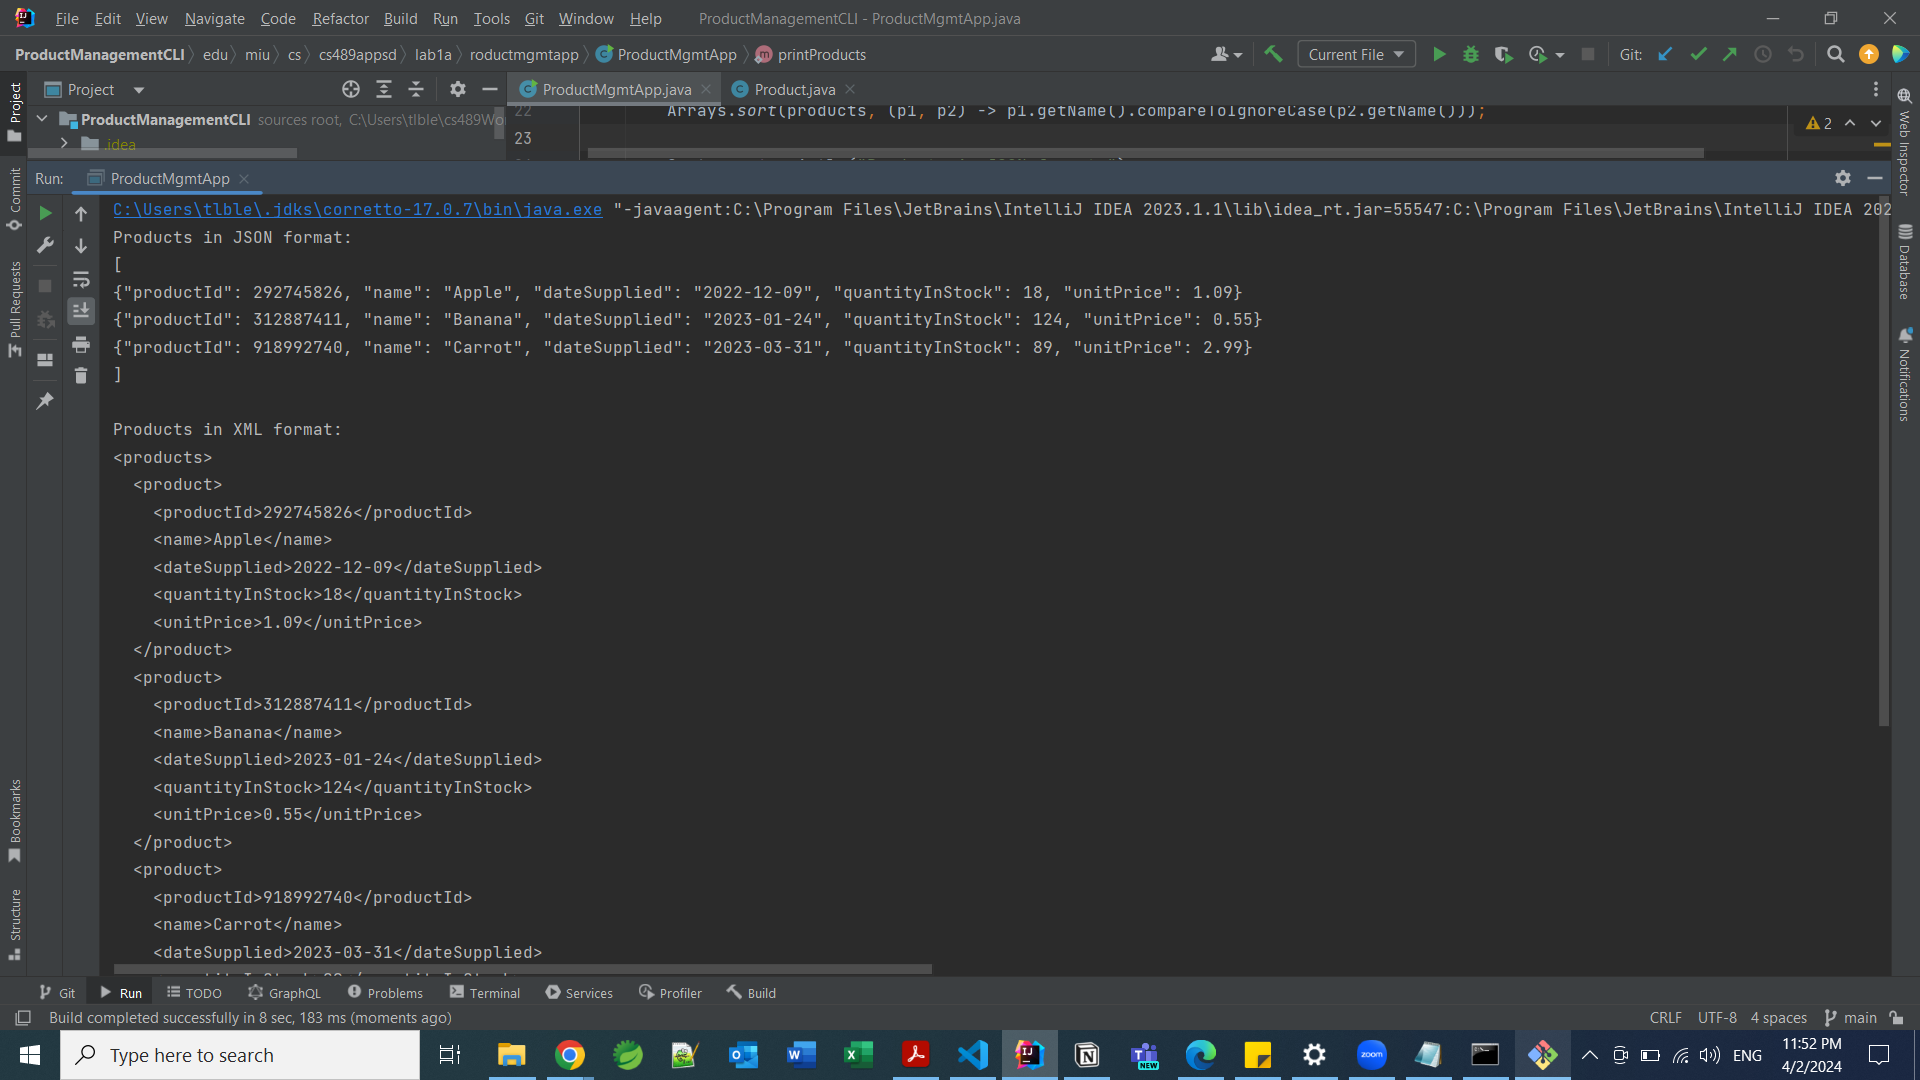 File Edit View Navigate Code Refactor Build Run Tools Git Window Help ProductManagementCLI - ProductMgmtApp.java
ProductManagementCLI edu miu cs cs489appsd lab1a roductmgmtapp ProductMgmtApp printProducts Current File Git:
Project ProductMgmtApp.java Product.java
ProductManagementCLI sources root, C:\Users\tlble\cs489Wo
.idea
22 Arrays.sort(products, (p1, p2) -> p1.getName().compareToIgnoreCase(p2.getName()));
23
2
Run: ProductMgmtApp
C:\Users\tlble\.jdks\corretto-17.0.7\bin\java.exe "-javaagent:C:\Program Files\JetBrains\IntelliJ IDEA 2023.1.1\lib\idea_rt.jar=55547:C:\Program Files\JetBrains\IntelliJ IDEA 202
Products in JSON format:
[
{"productId": 292745826, "name": "Apple", "dateSupplied": "2022-12-09", "quantityInStock": 18, "unitPrice": 1.09}
{"productId": 312887411, "name": "Banana", "dateSupplied": "2023-01-24", "quantityInStock": 124, "unitPrice": 0.55}
{"productId": 918992740, "name": "Carrot", "dateSupplied": "2023-03-31", "quantityInStock": 89, "unitPrice": 2.99}
]
Products in XML format:
<products>
<product>
<productId>292745826</productId>
<name>Apple</name>
<dateSupplied>2022-12-09</dateSupplied>
<quantityInStock>18</quantityInStock>
<unitPrice>1.09</unitPrice>
</product>
<product>
<productId>312887411</productId>
<name>Banana</name>
<dateSupplied>2023-01-24</dateSupplied>
<quantityInStock>124</quantityInStock>
<unitPrice>0.55</unitPrice>
</product>
<product>
<productId>918992740</productId>
<name>Carrot</name>
<dateSupplied>2023-03-31</dateSupplied>
Project
Commit
Pull Requests
Bookmarks
Structure
Web Inspector
Database
Notifications
Git Run TODO GraphQL Problems Terminal Services Profiler Build
Build completed successfully in 8 sec, 183 ms (moments ago) CRLF UTF-8 4 spaces main
Type here to search
zoom
NEW
ENG
11:52 PM
4/2/2024